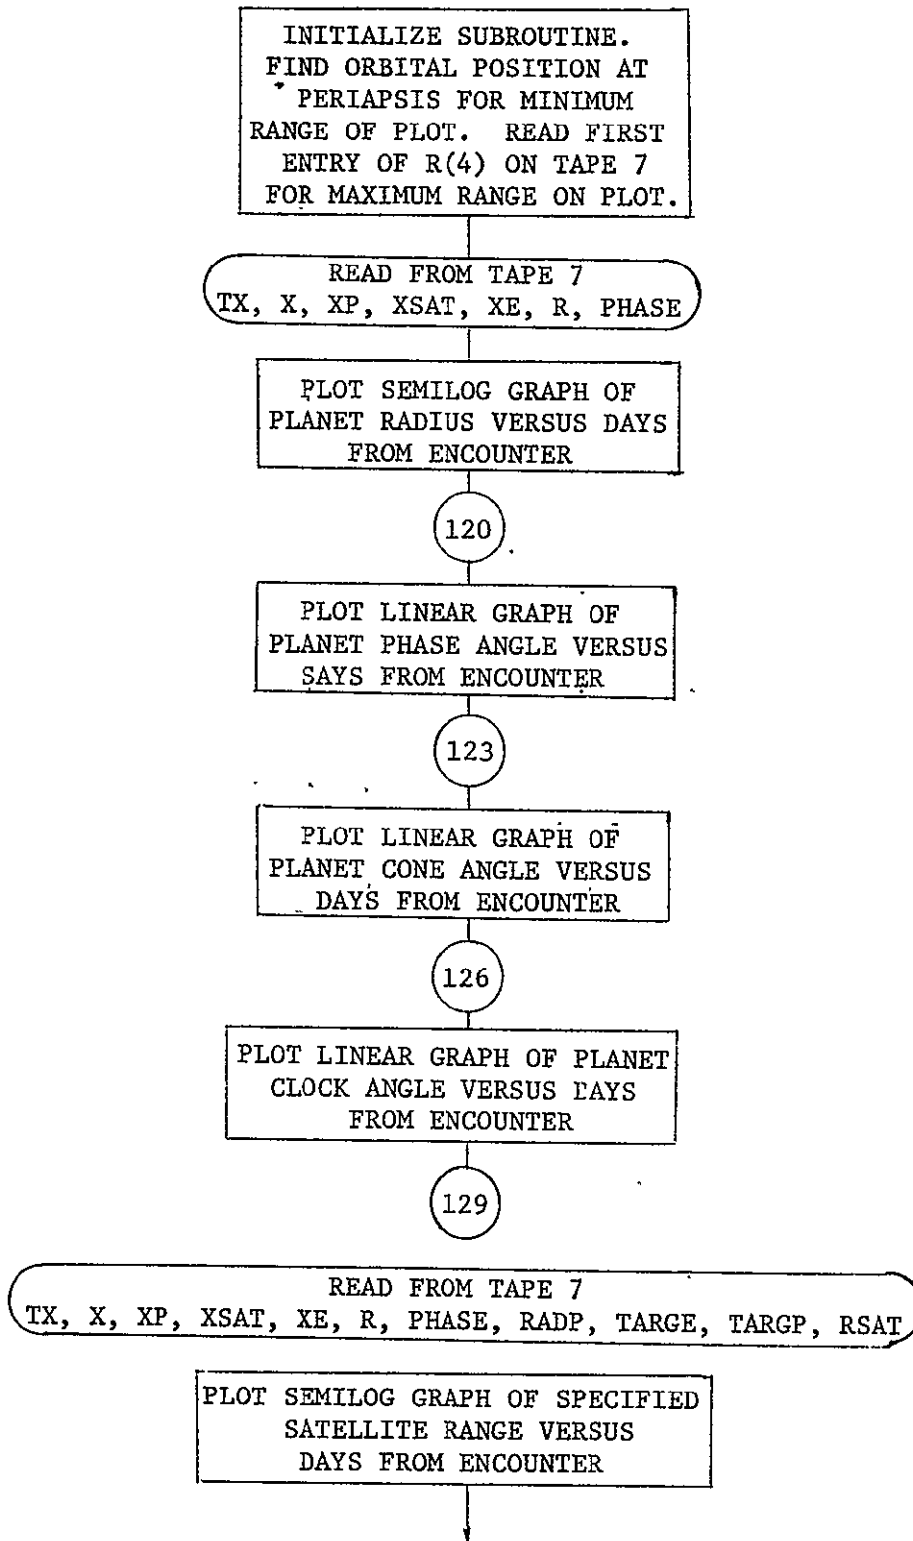 INITIALIZE SUBROUTINE.
FIND ORBITAL POSITION AT
PERIAPSIS FOR MINIMUM
RANGE OF PLOT. READ FIRST
ENTRY OF R(4) ON TAPE 7
FOR MAXIMUM RANGE ON PLOT.
READ FROM TAPE 7
TX, X, XP, XSAT, XE, R, PHASE
PLOT SEMILOG GRAPH OF
PLANET RADIUS VERSUS DAYS
FROM ENCOUNTER
120
PLOT LINEAR GRAPH OF
PLANET PHASE ANGLE VERSUS
SAYS FROM ENCOUNTER
123
PLOT LINEAR GRAPH OF
PLANET CONE ANGLE VERSUS
DAYS FROM ENCOUNTER
126
PLOT LINEAR GRAPH OF PLANET
CLOCK ANGLE VERSUS DAYS
FROM ENCOUNTER
129
READ FROM TAPE 7
TX, X, XP, XSAT, XE, R, PHASE, RADP, TARGE, TARGP, RSAT
PLOT SEMILOG GRAPH OF SPECIFIED
SATELLITE RANGE VERSUS
DAYS FROM ENCOUNTER